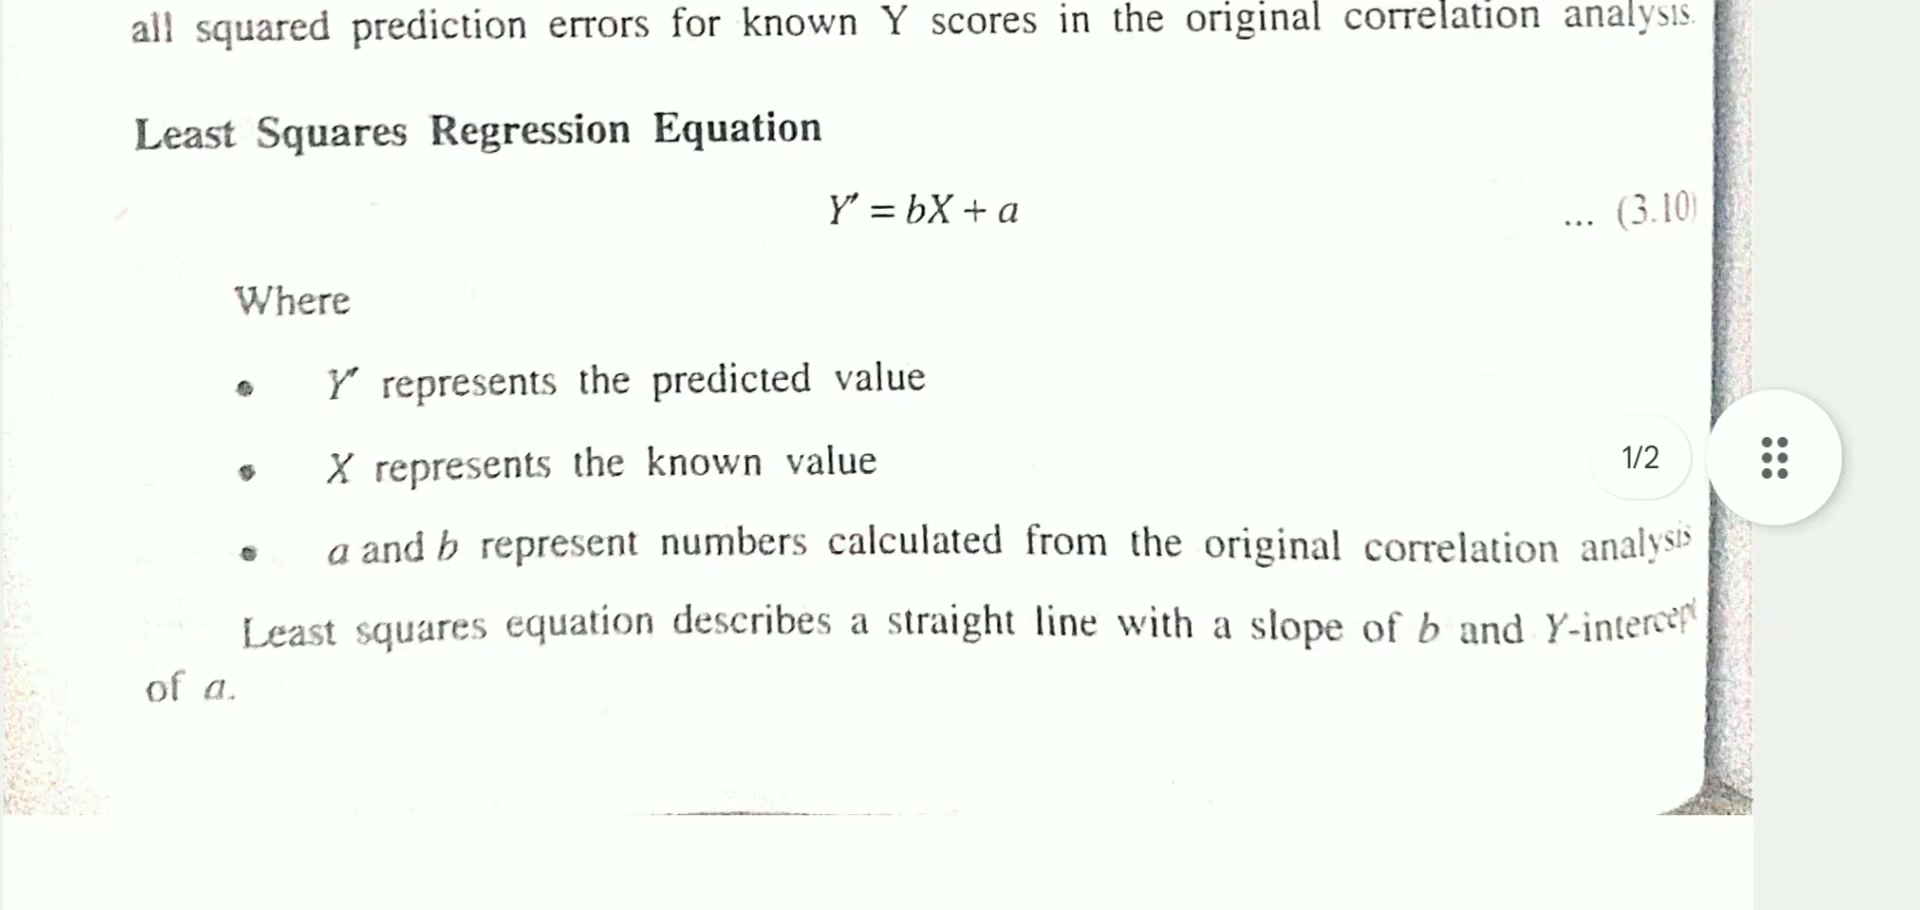 all squared prediction errors for known Y scores in the original correlation analysis.
Least Squares Regression Equation
Y' = bX + a ... (3.10)
Where
• Y' represents the predicted value
• X represents the known value
1/2
• a and b represent numbers calculated from the original correlation analysis
Least squares equation describes a straight line with a slope of b and Y-intercept
of a.